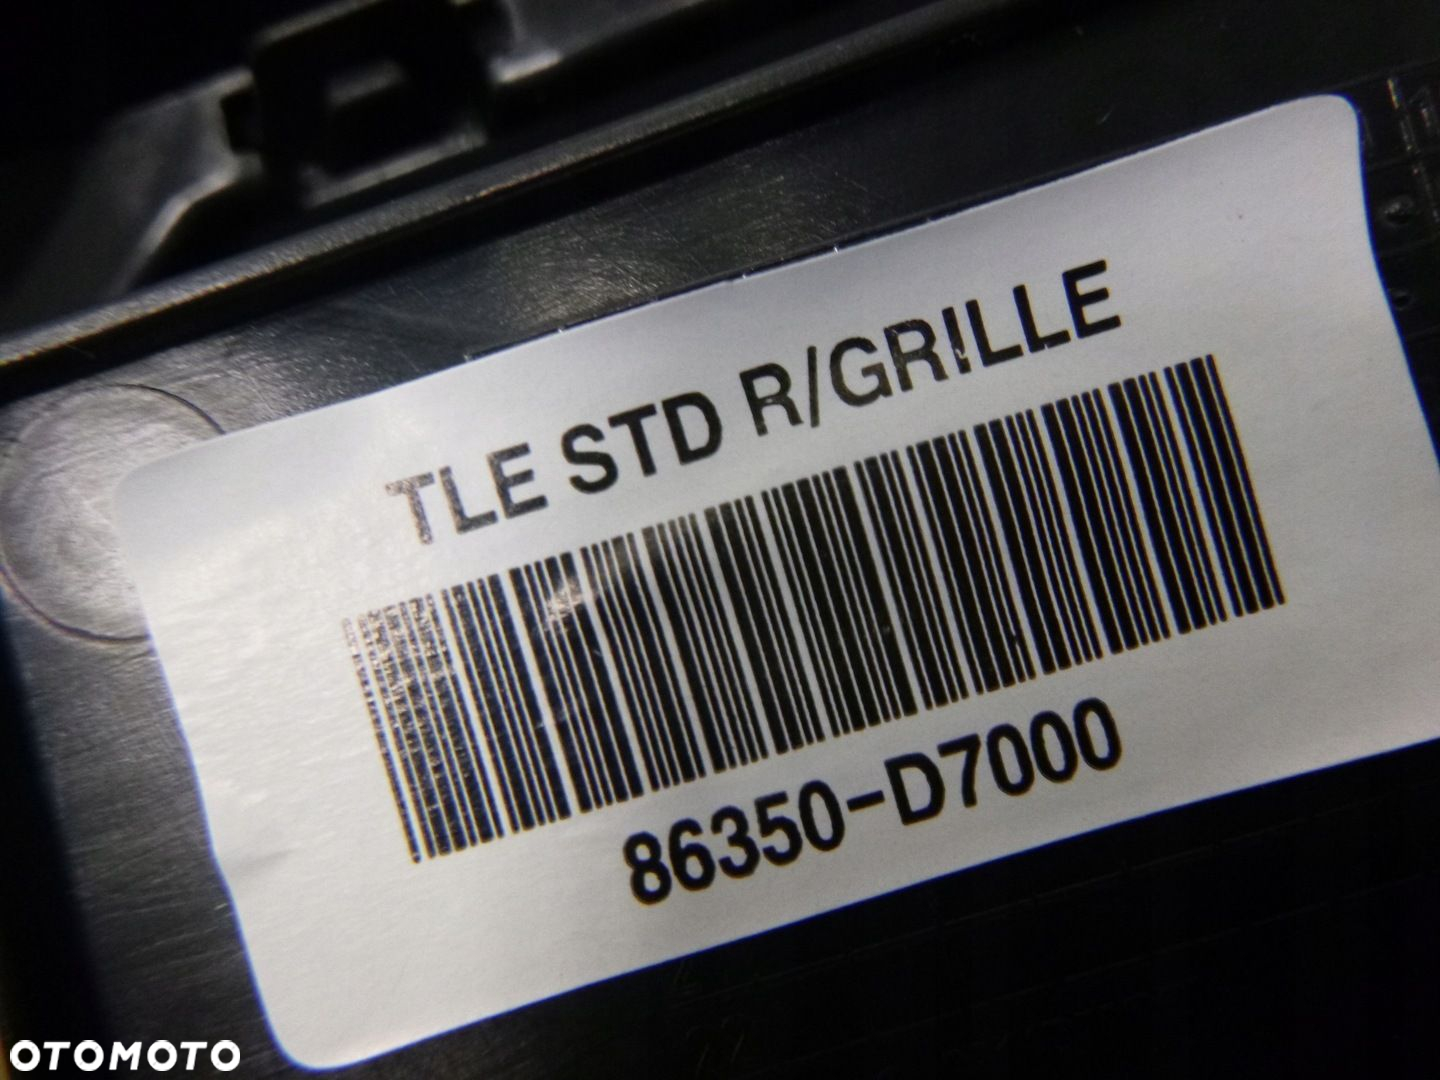 TLE STD R/GRILLE
86350-D7000
OTOMOTO